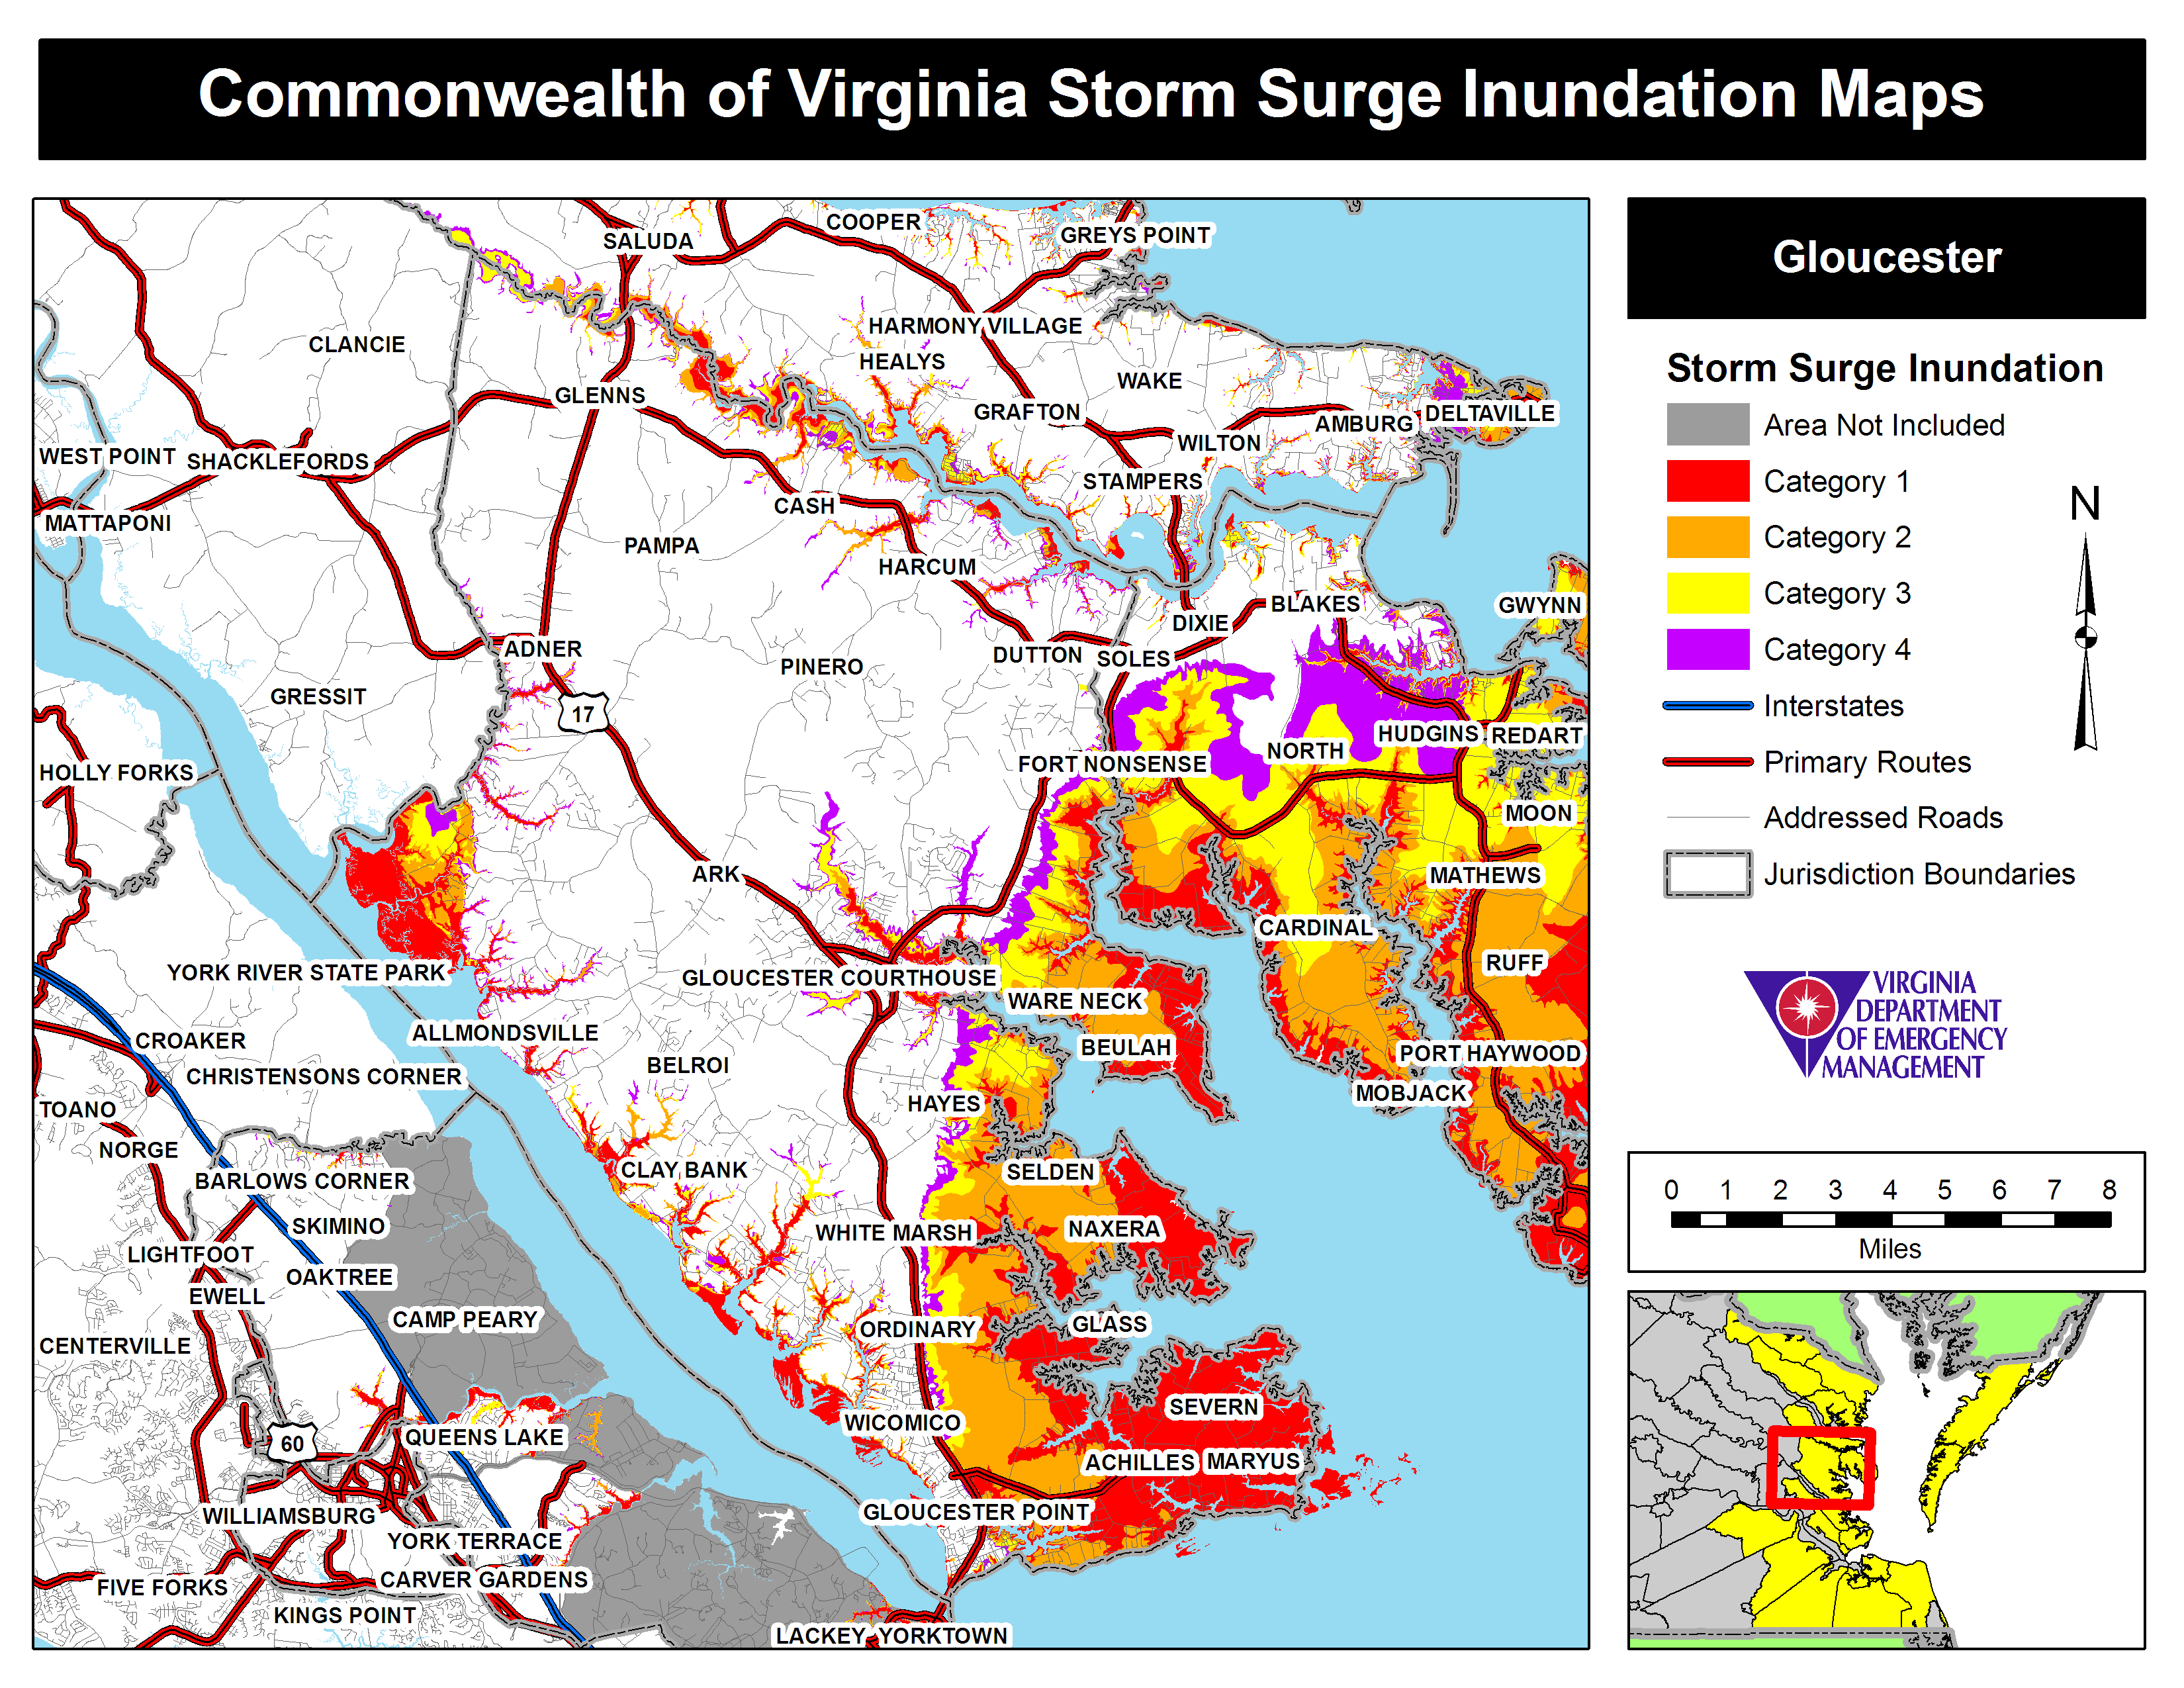 Commonwealth of Virginia Storm Surge Inundation Maps
COOPER
GREYS POINT
SALUDA
HARMONY VILLAGE
CLANCIE
HEALYS
WAKE
GLENNS
GRAFTON
DELTAVILLE
AMBURG
WILTON
WEST POINT
SHACKLEFORDS
STAMPERS
CASH
MATTAPONI
PAMPA
HARCUM
BLAKES
GWYNN
DIXIE
ADNER
DUTTON
SOLES
PINERO
GRESSIT
17
HUDGINS
REDART
NORTH
FORT NONSENSE
HOLLY FORKS
MOON
ARK
MATHEWS
CARDINAL
RUFF
YORK RIVER STATE PARK
GLOUCESTER COURTHOUSE
WARE NECK
ALLMONDSVILLE
CROAKER
BEULAH
PORT HAYWOOD
BELROI
CHRISTENSONS CORNER
MOBJACK
HAYES
TOANO
NORGE
CLAY BANK
SELDEN
BARLOWS CORNER
SKIMINO
NAXERA
WHITE MARSH
LIGHTFOOT
OAKTREE
EWELL
CAMP PEARY
GLASS
ORDINARY
CENTERVILLE
SEVERN
WICOMICO
QUEENS LAKE
60
ACHILLES
MARYUS
GLOUCESTER POINT
WILLIAMSBURG
YORK TERRACE
CARVER GARDENS
FIVE FORKS
KINGS POINT
LACKEY
YORKTOWN
Gloucester
Storm Surge Inundation
Area Not Included
Category 1
Category 2
Category 3
Category 4
Interstates
Primary Routes
Addressed Roads
Jurisdiction Boundaries
N
VIRGINIA
DEPARTMENT
OF EMERGENCY
MANAGEMENT
0 1 2 3 4 5 6 7 8
Miles